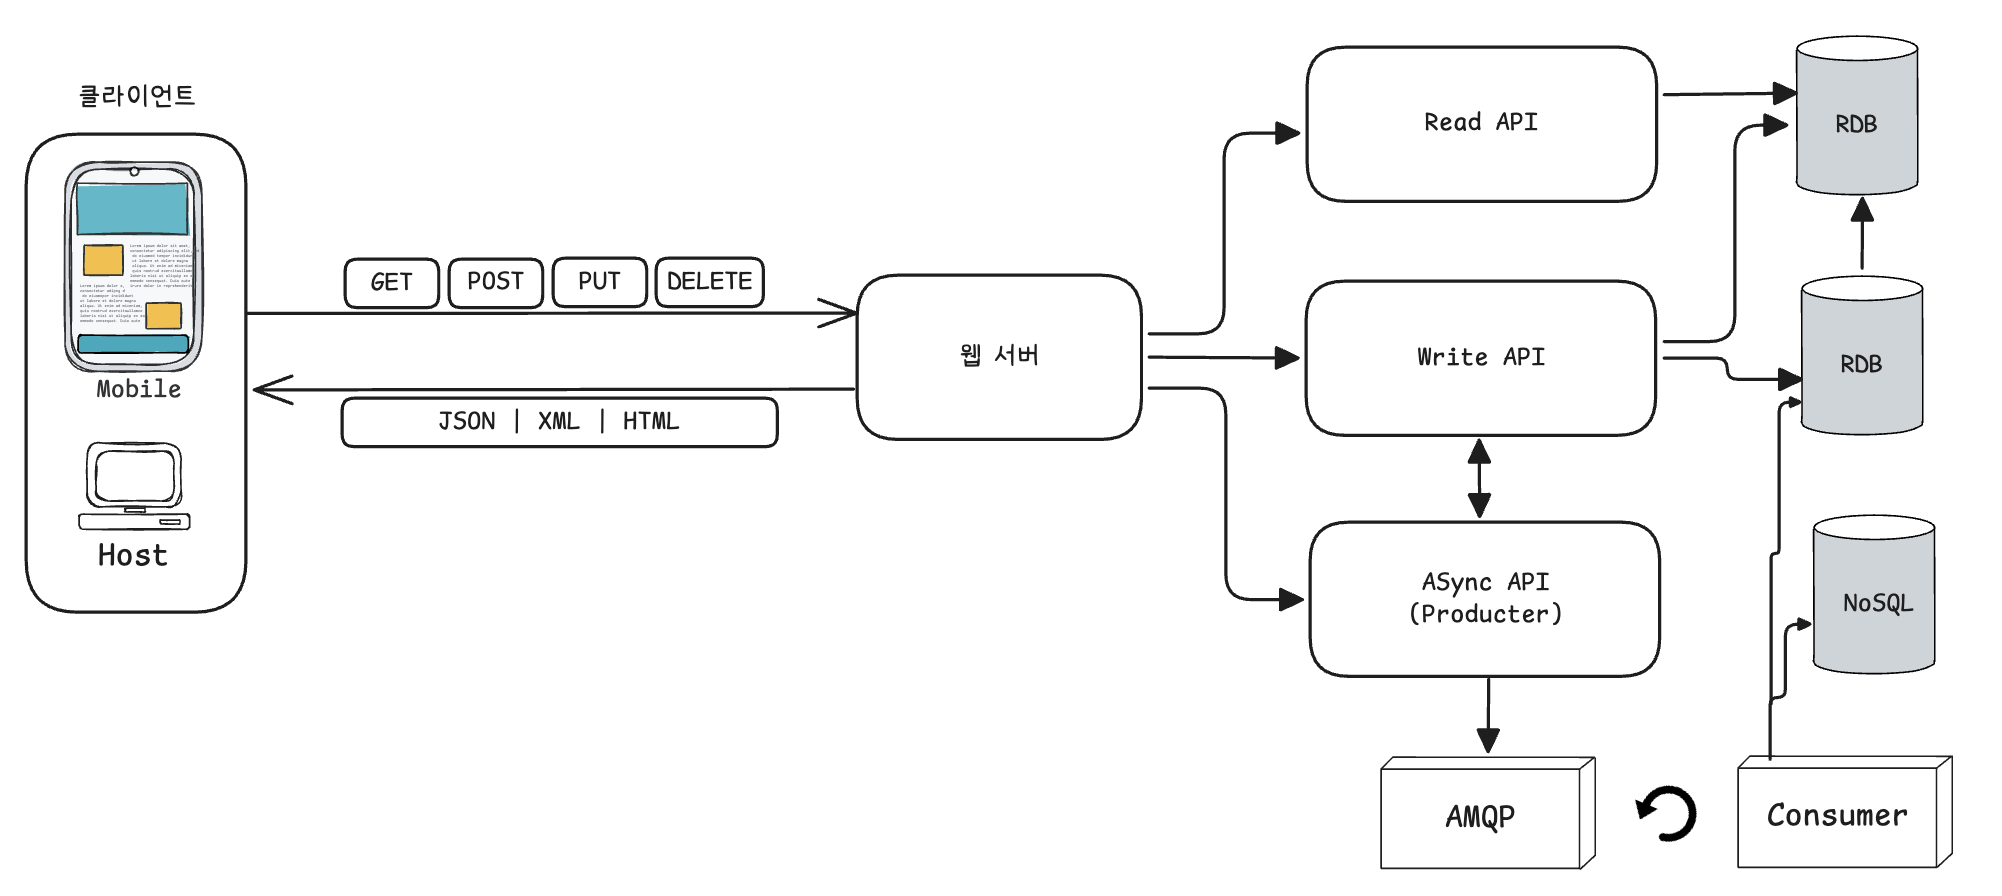 클라이언트
Mobile
Host
GET
POST
PUT
DELETE
JSON | XML | HTML
웹 서버
Read API
Write API
ASync API
(Producter)
AMQP
Consumer
RDB
RDB
NoSQL